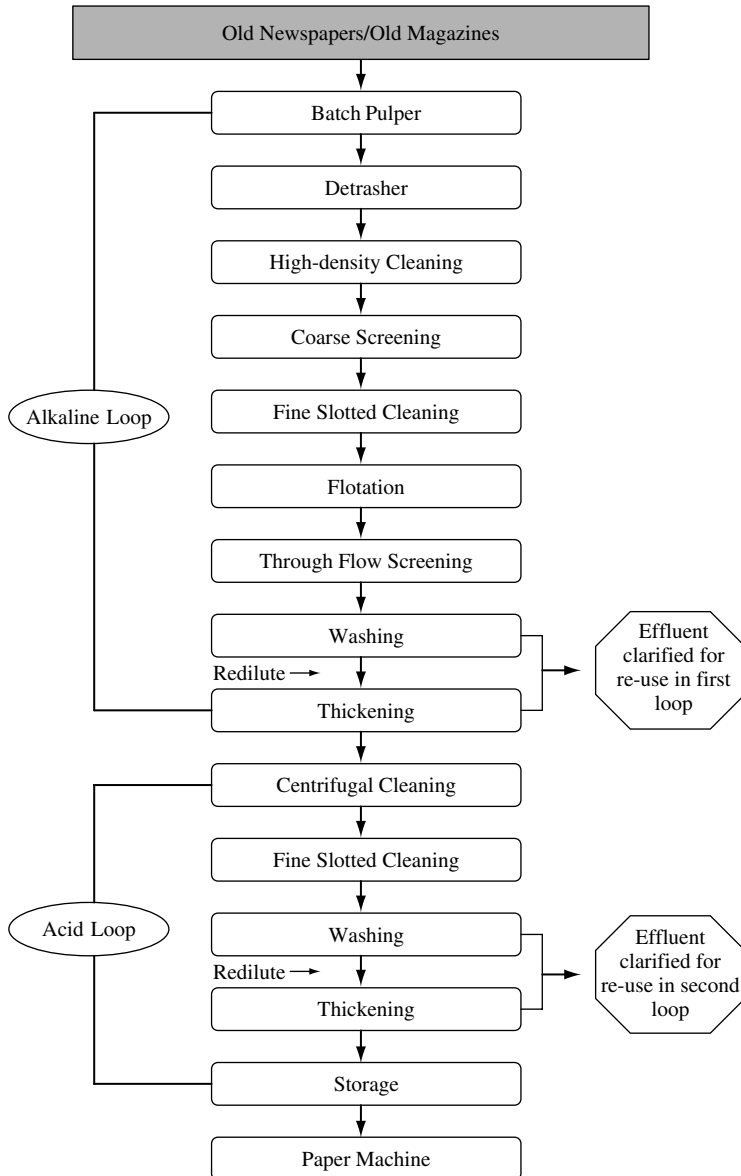 Old Newspapers/Old Magazines
Batch Pulper
Detrasher
High-density Cleaning
Coarse Screening
Alkaline Loop
Fine Slotted Cleaning
Flotation
Through Flow Screening
Washing
Redilute
Thickening
Effluent
clarified for
re-use in first
loop
Centrifugal Cleaning
Fine Slotted Cleaning
Acid Loop
Washing
Redilute
Thickening
Effluent
clarified for
re-use in second
loop
Storage
Paper Machine